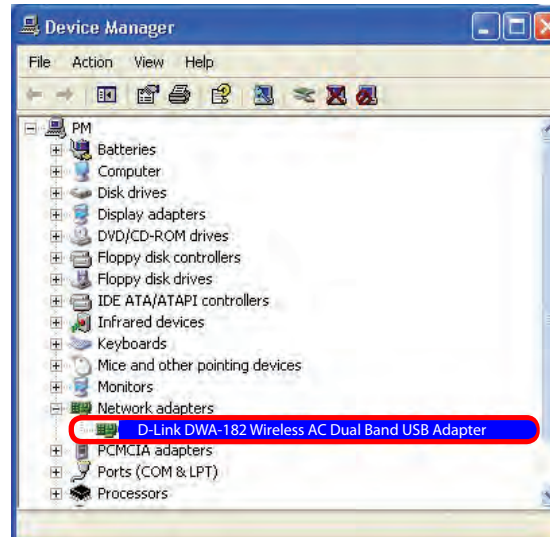 Device Manager
File Action View Help
PM
Batteries
Computer
Disk drives
Display adapters
DVD/CD-ROM drives
Floppy disk controllers
Floppy disk drives
IDE ATA/ATAPI controllers
Infrared devices
Keyboards
Mice and other pointing devices
Monitors
Network adapters
D-Link DWA-182 Wireless AC Dual Band USB Adapter
PCMCIA adapters
Ports (COM & LPT)
Processors